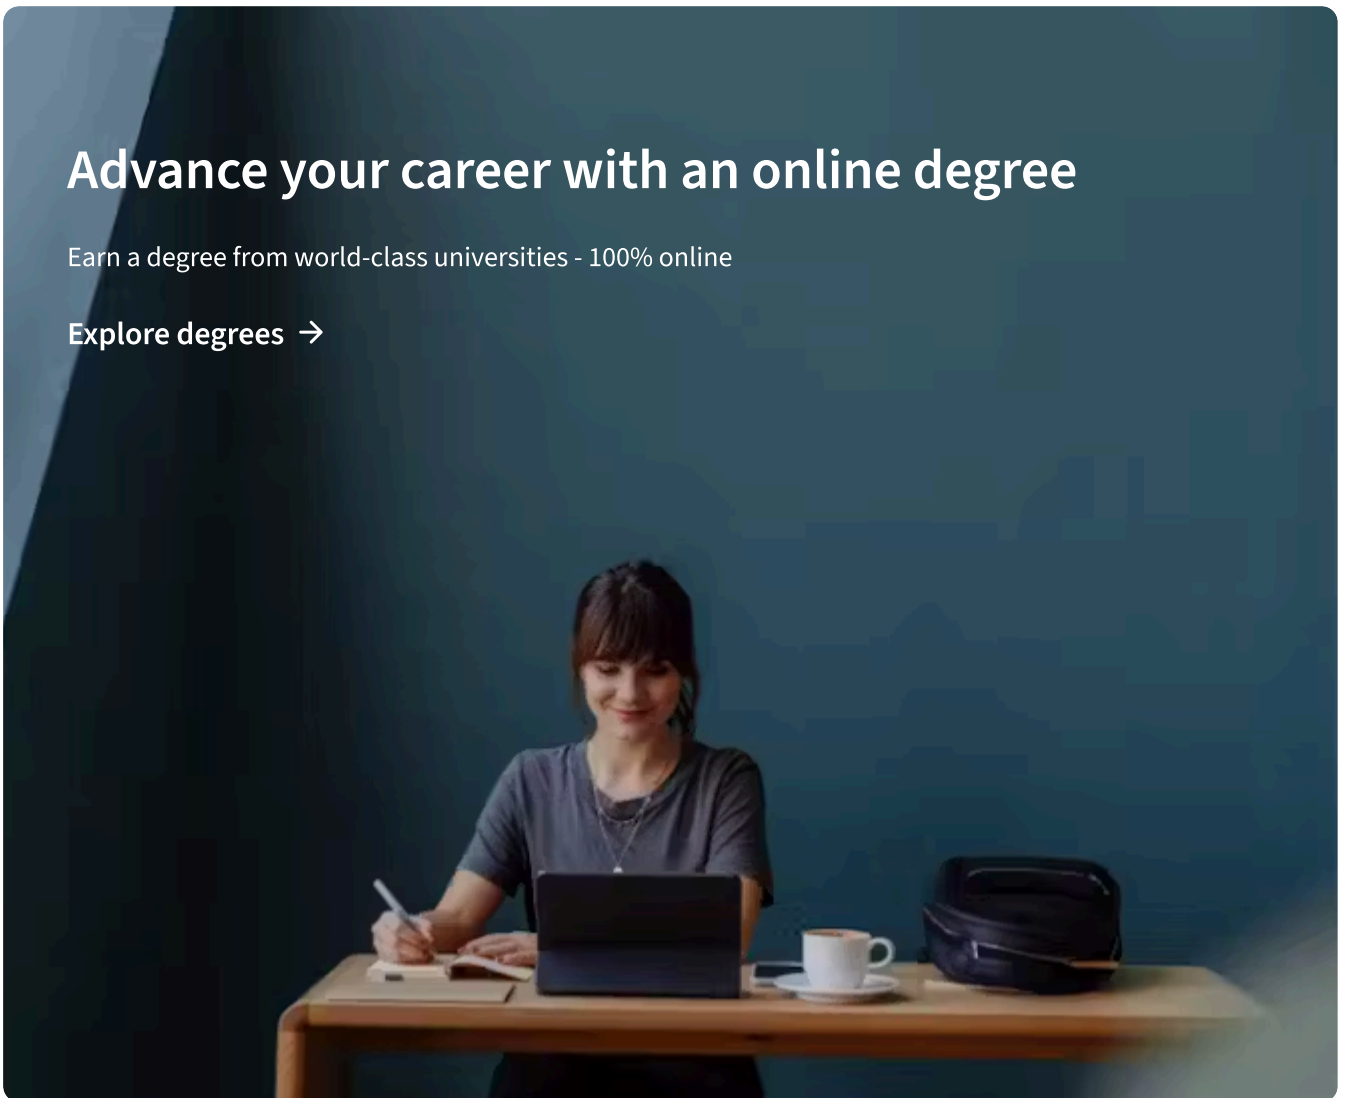 Advance your career with an online degree
Earn a degree from world-class universities - 100% online
Explore degrees →